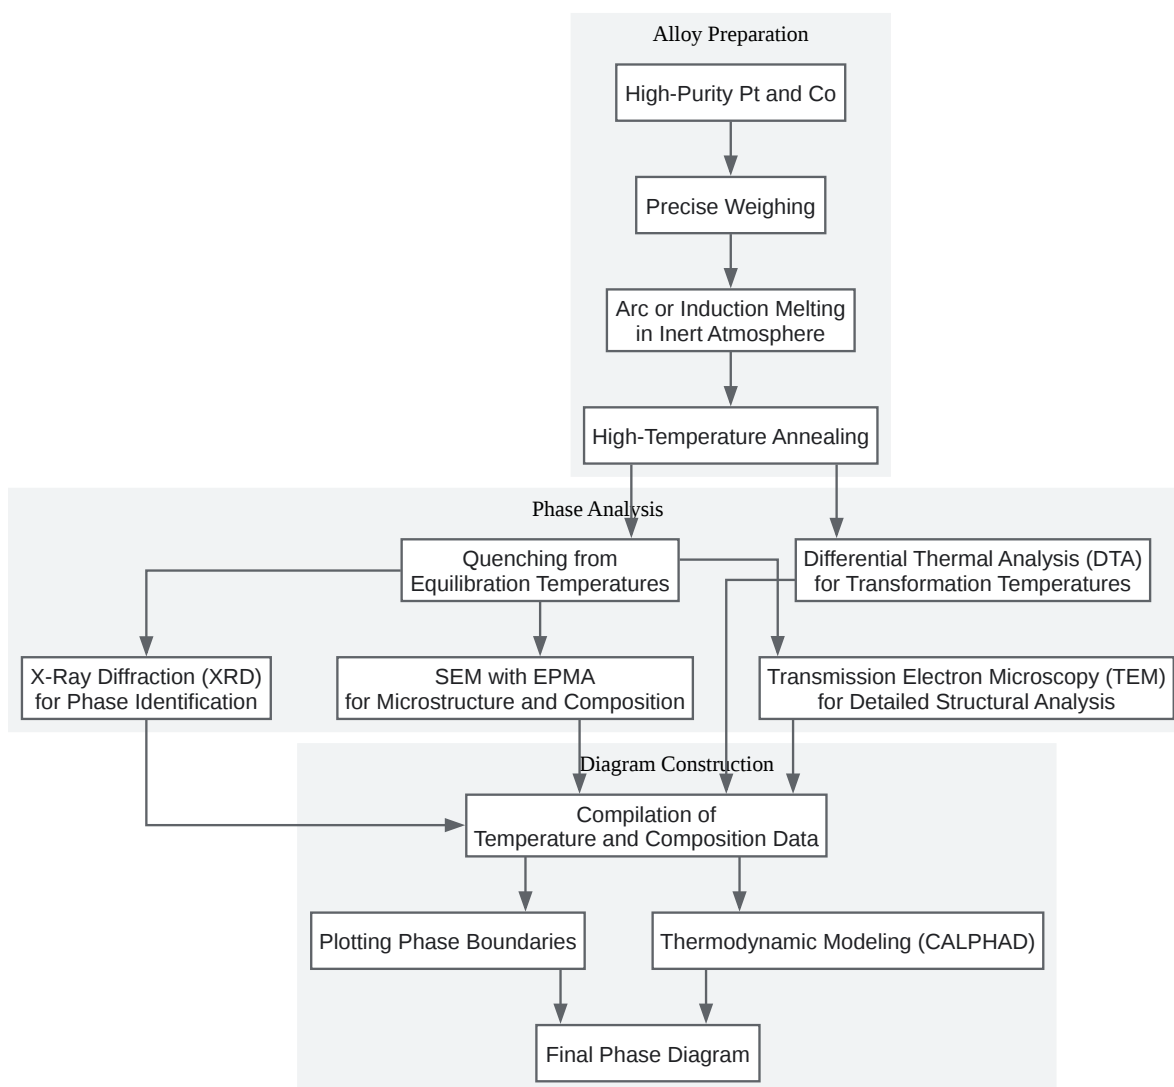 Alloy Preparation
High-Purity Pt and Co
Precise Weighing
Arc or Induction Melting
in Inert Atmosphere
High-Temperature Annealing
Phase Analysis
Quenching from
Equilibration Temperatures
Differential Thermal Analysis (DTA)
for Transformation Temperatures
X-Ray Diffraction (XRD)
for Phase Identification
SEM with EPMA
for Microstructure and Composition
Transmission Electron Microscopy (TEM)
for Detailed Structural Analysis
Diagram Construction
Compilation of
Temperature and Composition Data
Plotting Phase Boundaries
Thermodynamic Modeling (CALPHAD)
Final Phase Diagram